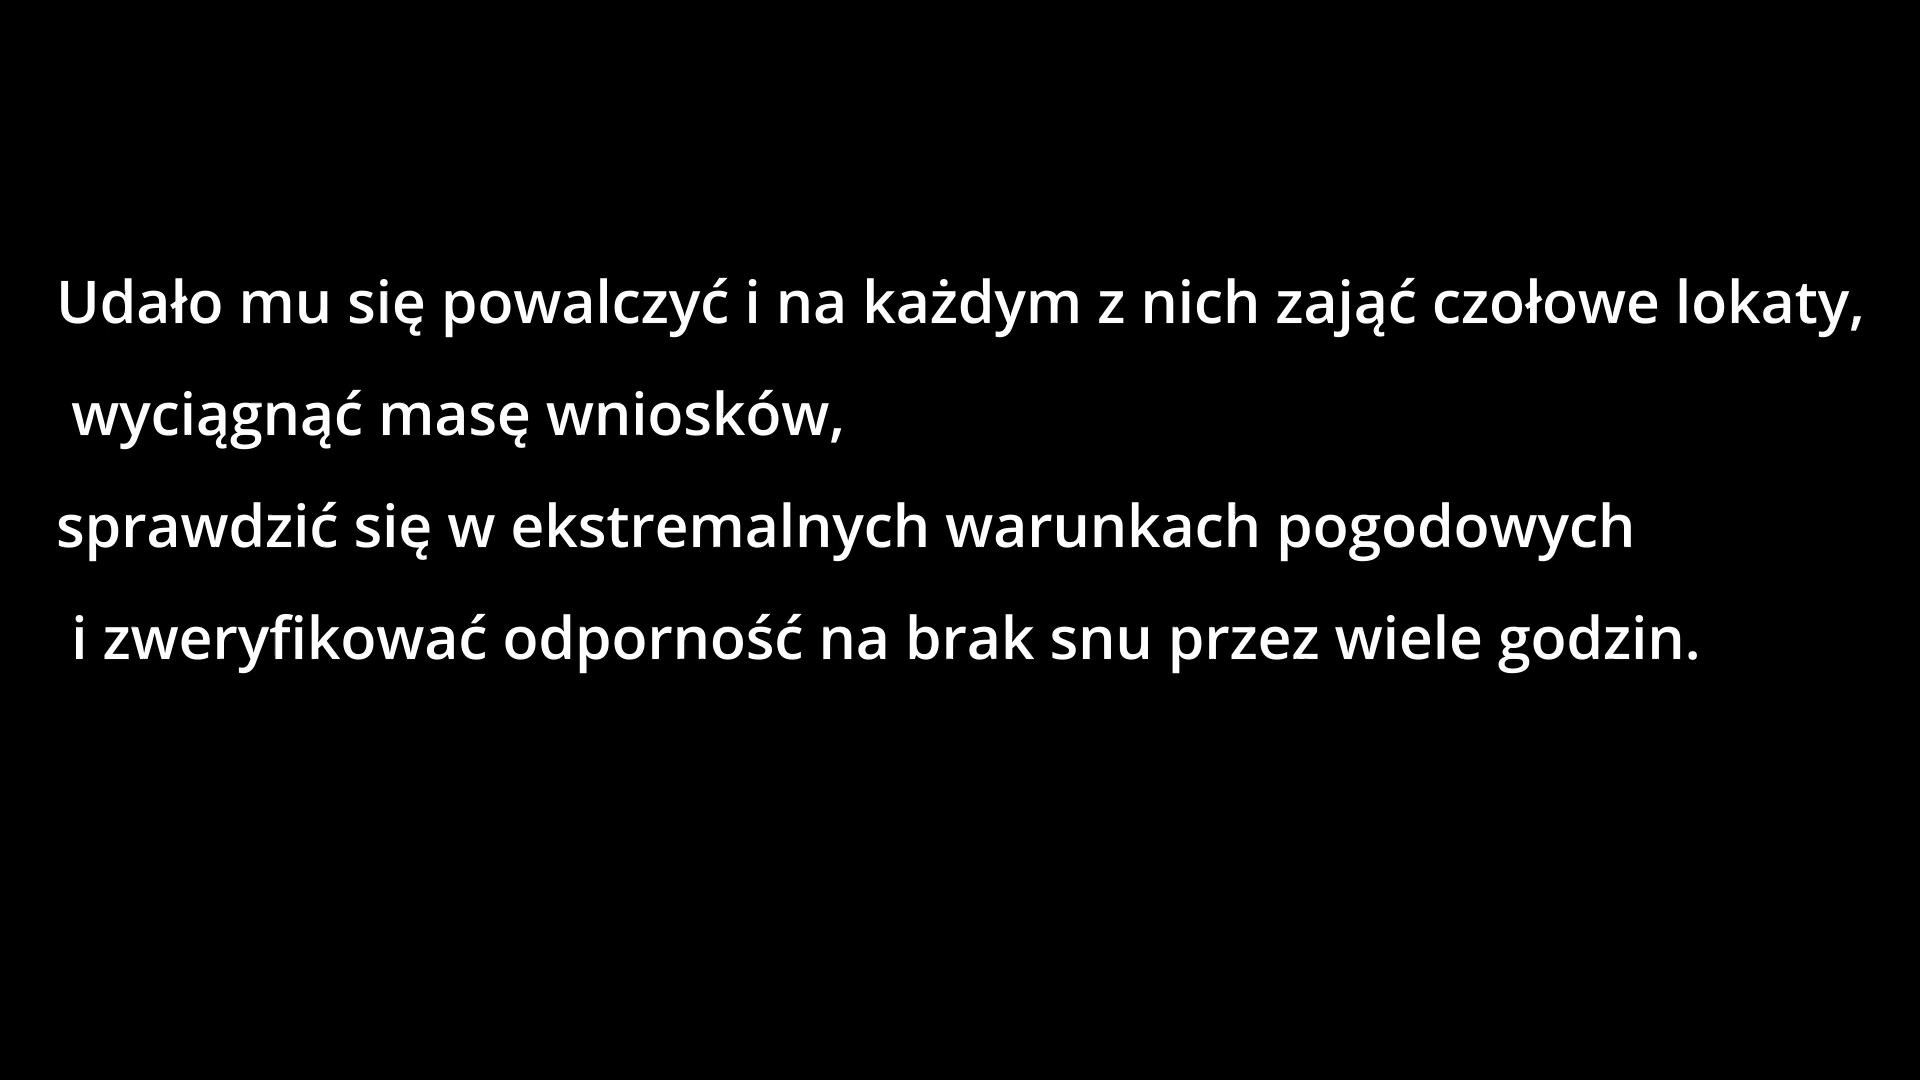 Udało mu się powalczyć i na każdym z nich zająć czołowe lokaty,
wyciągnąć masę wniosków,
sprawdzić się w ekstremalnych warunkach pogodowych
i zweryfikować odporność na brak snu przez wiele godzin.